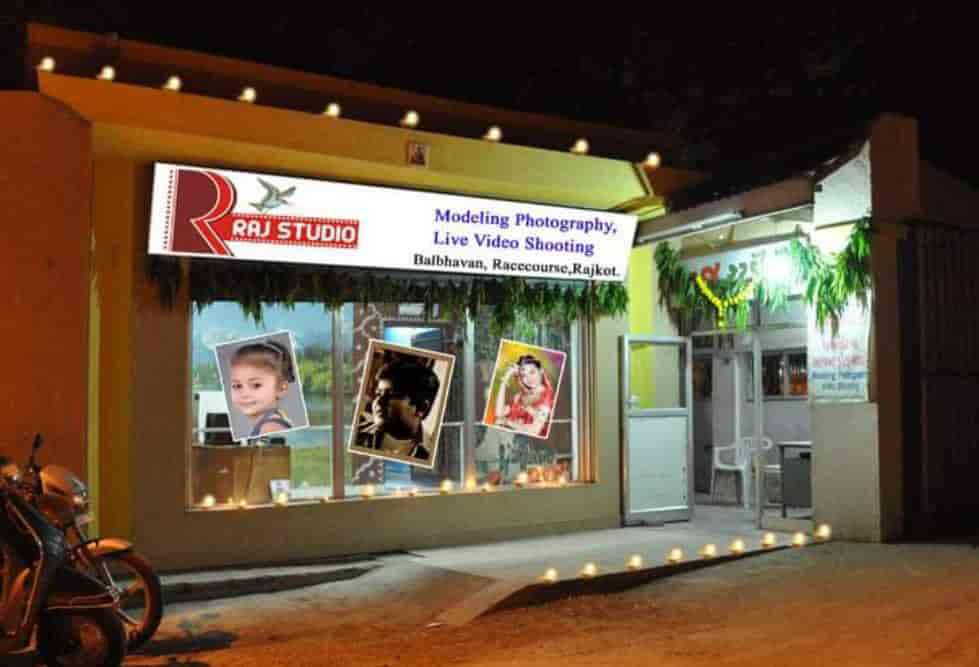 RAJ STUDIO
Modeling Photography,
Live Video Shooting
Balbhavan, Racecourse,Rajkot.